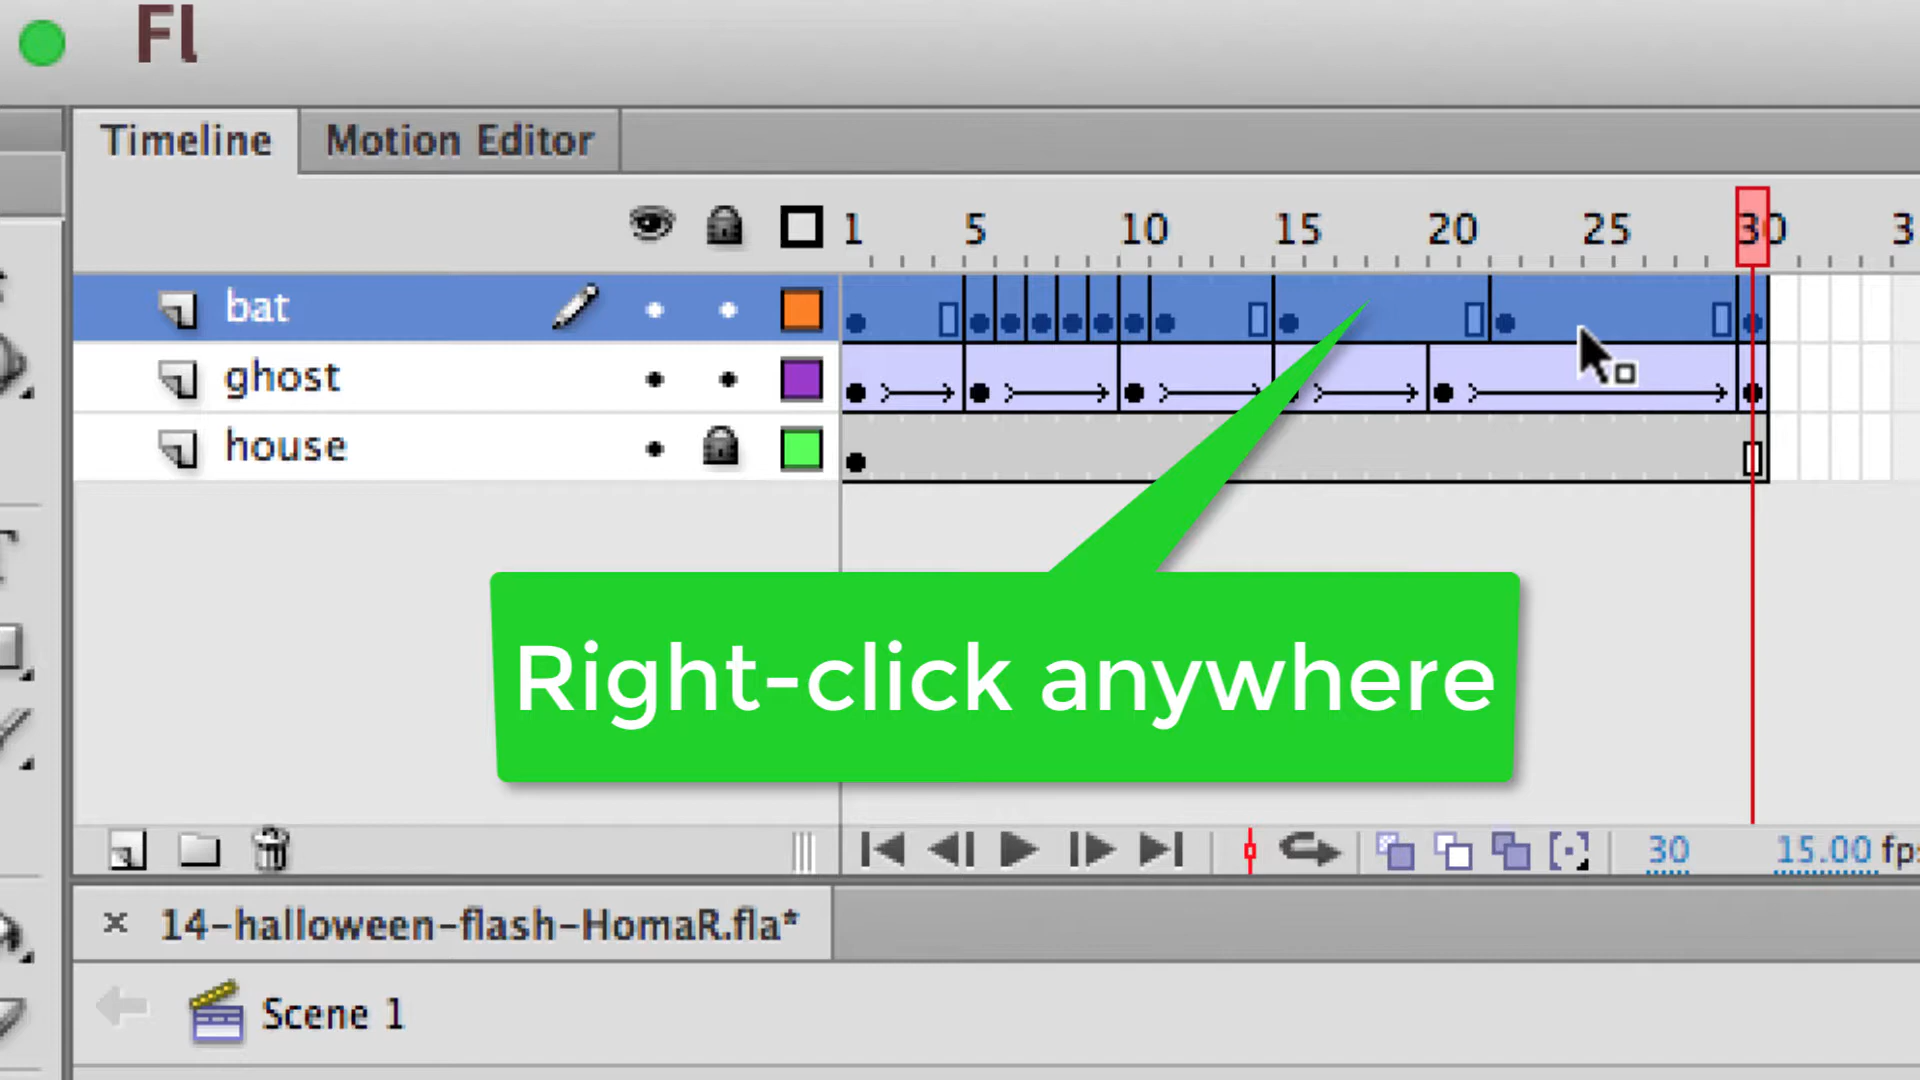 Fl
Timeline Motion Editor
1 5 10 15 20 25 30
bat
ghost
house
Right-click anywhere
30 15.00
14-halloween-flash-HomaR.fla*
Scene 1